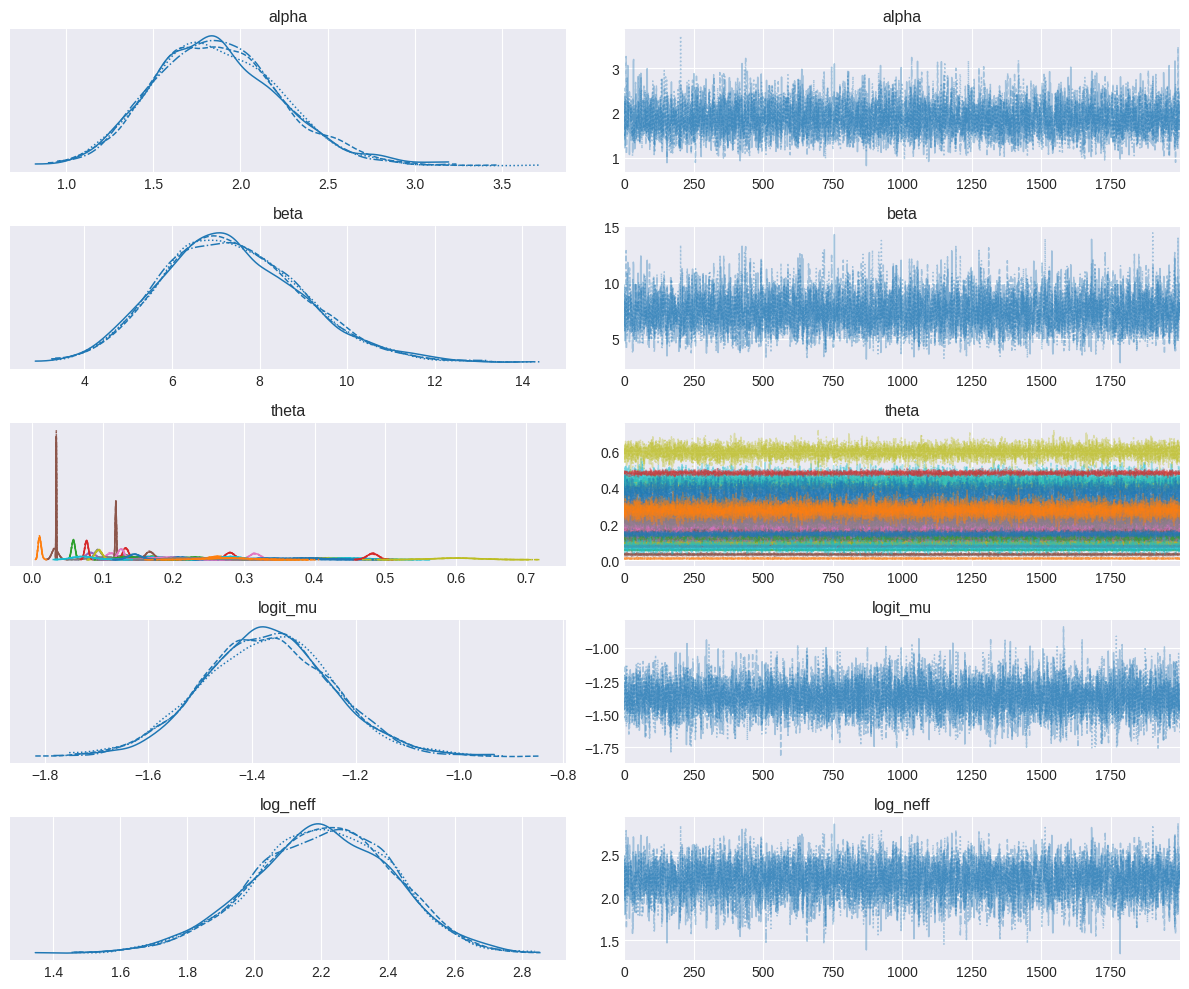 alpha
alpha
3
2
1
1.0 1.5 2.0 2.5 3.0 3.5
0 250 500 750 1000 1250 1500 1750
beta
beta
15
10
5
4 6 8 10 12 14
0 250 500 750 1000 1250 1500 1750
theta
theta
0.6
0.4
0.2
0.0
0.0 0.1 0.2 0.3 0.4 0.5 0.6 0.7
0 250 500 750 1000 1250 1500 1750
logit_mu
logit_mu
−1.00
−1.25
−1.50
−1.75
−1.8 −1.6 −1.4 −1.2 −1.0 −0.8
0 250 500 750 1000 1250 1500 1750
log_neff
log_neff
2.5
2.0
1.5
1.4 1.6 1.8 2.0 2.2 2.4 2.6 2.8
0 250 500 750 1000 1250 1500 1750